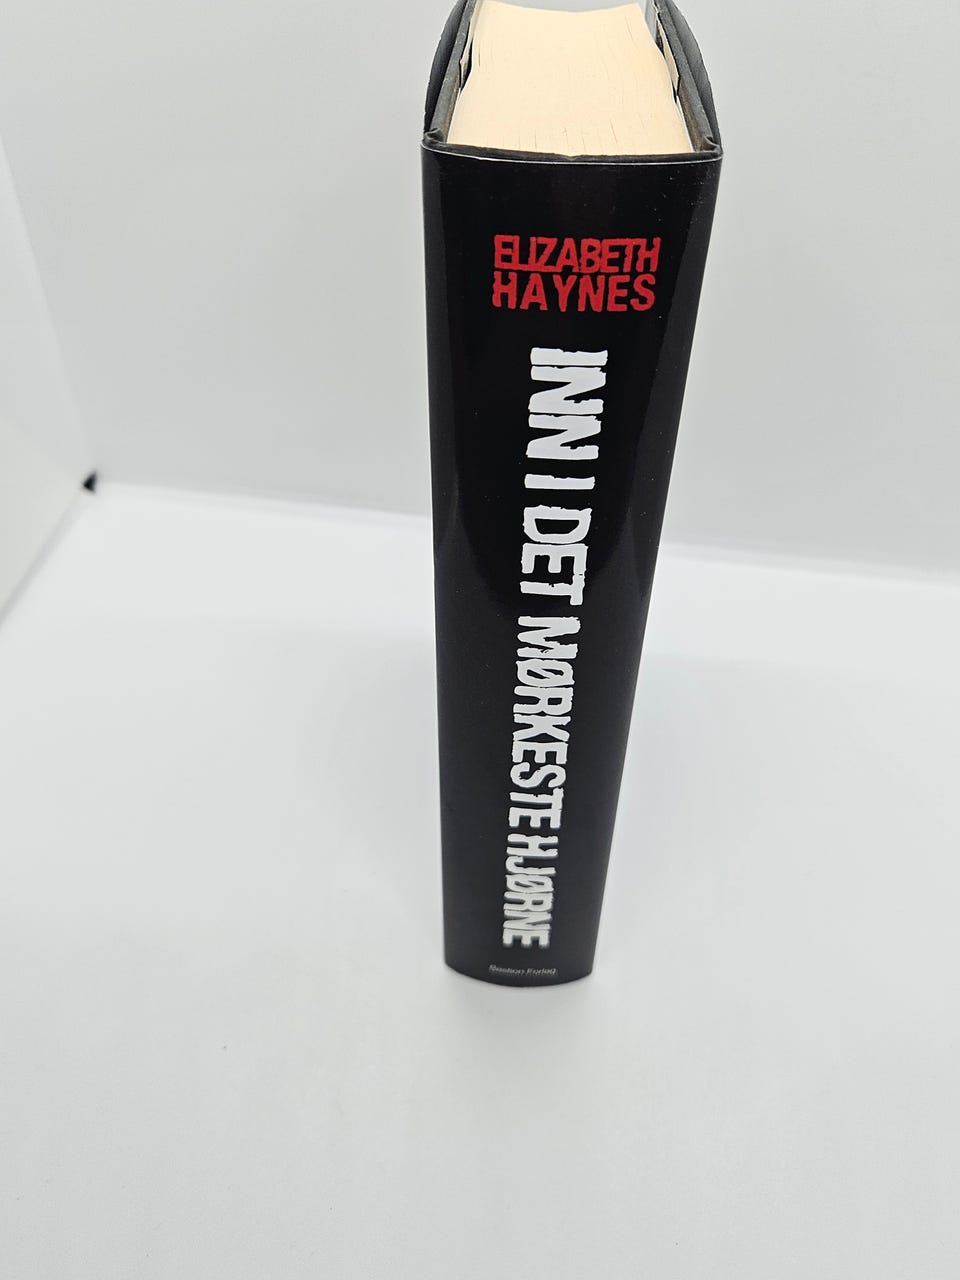 ELIZABETH
HAYNES
INN I DET MØRKESTE HJØRNE
Bastion Forlag